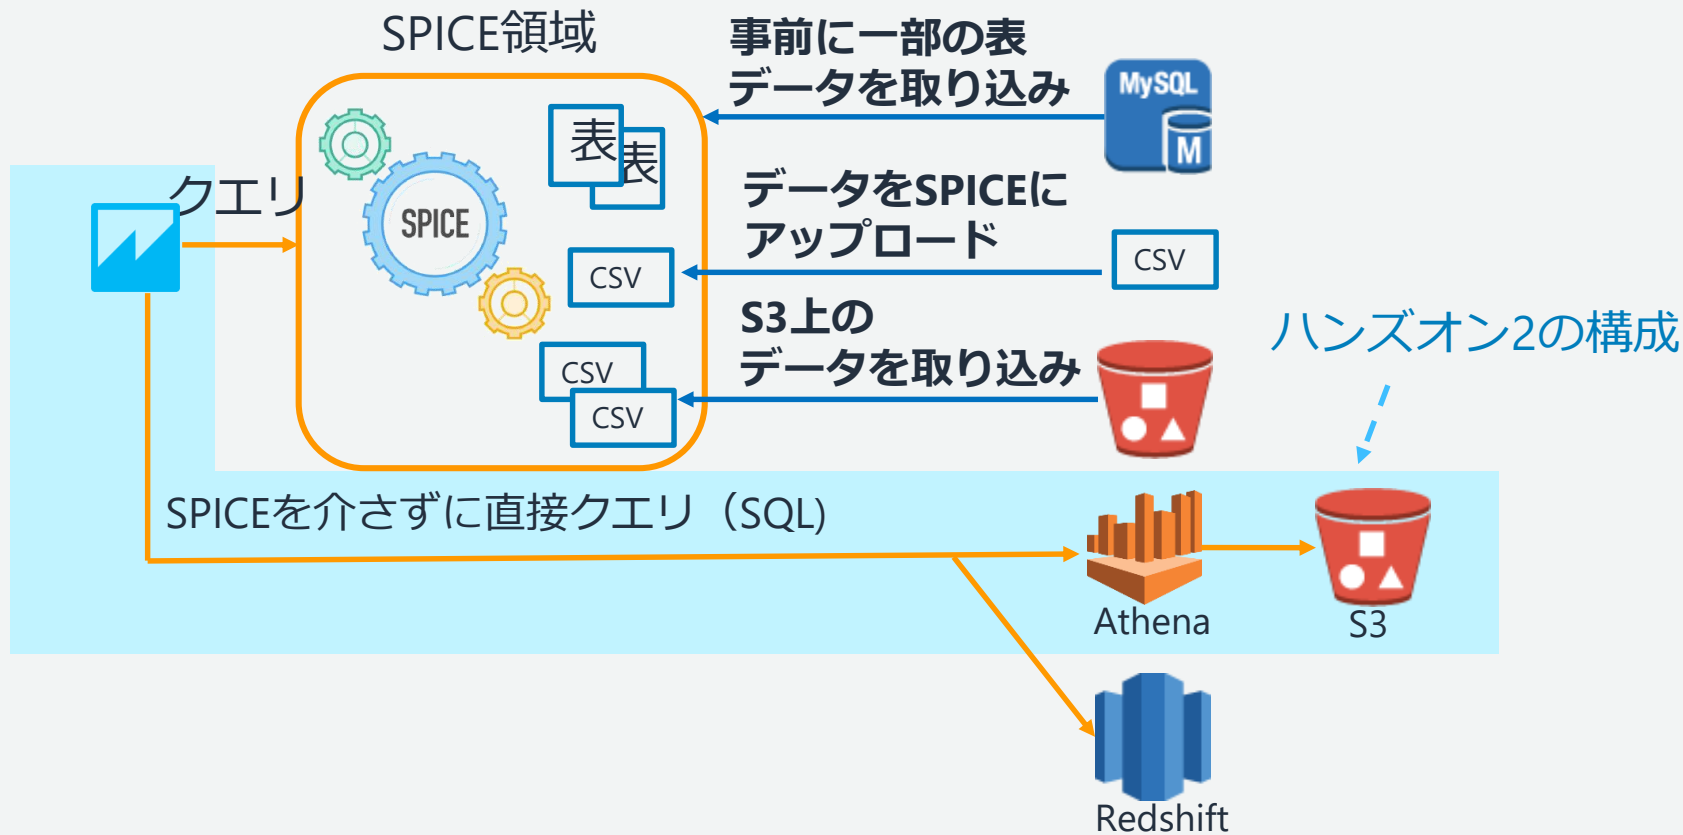 SPICE領域
事前に一部の表
データを取り込み
MySQL
M
表
表
クエリ
SPICE
データをSPICEに
アップロード
CSV
CSV
S3上の
データを取り込み
CSV
CSV
ハンズオン2の構成
SPICEを介さずに直接クエリ（SQL)
Athena
S3
Redshift